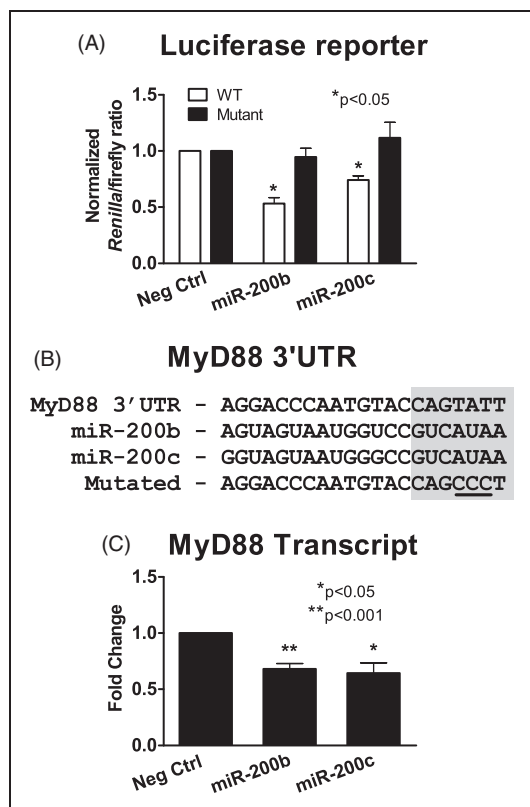 (A) Luciferase reporter
Normalized
Renilla/firefly ratio
1.5
1.0
0.5
0.0
WT
Mutant
*p<0.05
*
*
Neg Ctrl
miR-200b
miR-200c
(B) MyD88 3'UTR
MyD88 3′UTR - AGGACCCAATGTACCAGTATT
miR-200b - AGUAGUAAUGGUCCGUCAUAA
miR-200c - GGUAGUAAUGGGCCGUCAUAA
Mutated - AGGACCCAATGTACCAGCCCT
(C) MyD88 Transcript
Fold Change
1.5
1.0
0.5
0.0
*p<0.05
**p<0.001
**
*
Neg Ctrl
miR-200b
miR-200c